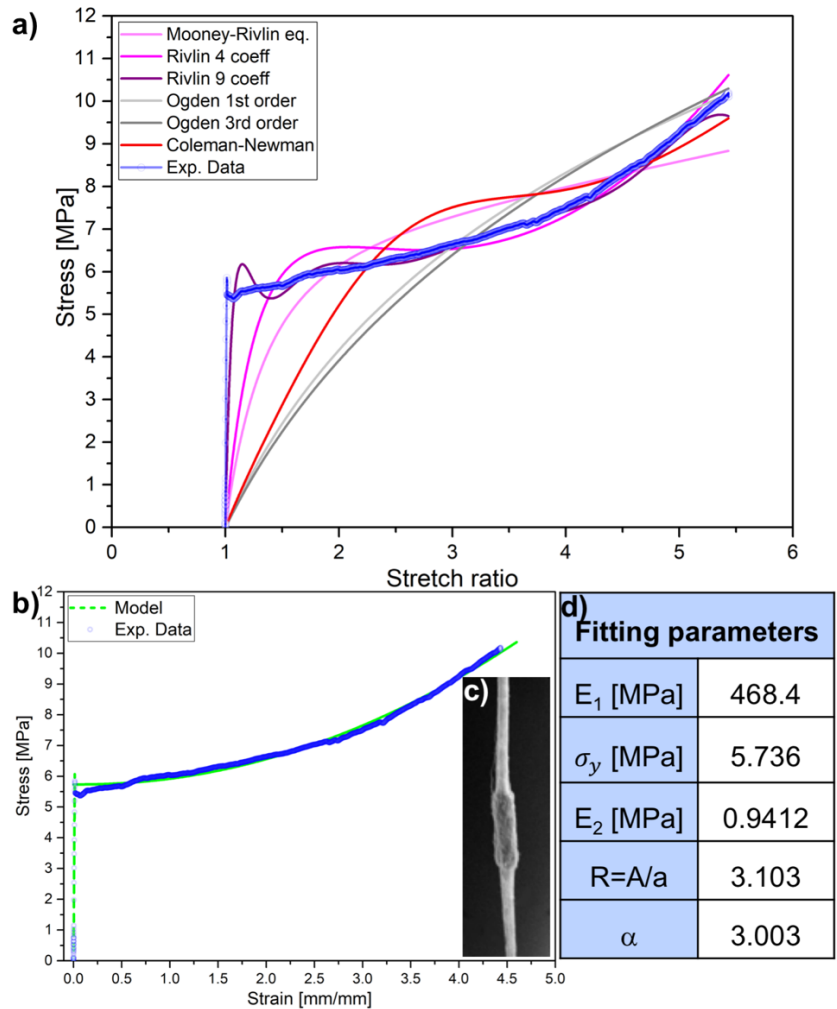 a)
12
11
10
9
8
7
6
5
4
3
2
1
0
Stress [MPa]
Mooney-Rivlin eq.
Rivlin 4 coeff
Rivlin 9 coeff
Ogden 1st order
Ogden 3rd order
Coleman-Newman
Exp. Data
0 1 2 3 4 5 6
Stretch ratio
b)
12
11
10
9
8
7
6
5
4
3
2
1
0
Stress [MPa]
Model
Exp. Data
0.0 0.5 1.0 1.5 2.0 2.5 3.0 3.5 4.0 4.5 5.0
Strain [mm/mm]
c)
d)
Fitting parameters
E₁ [MPa] 468.4
σy [MPa] 5.736
E₂ [MPa] 0.9412
R=A/a 3.103
α 3.003